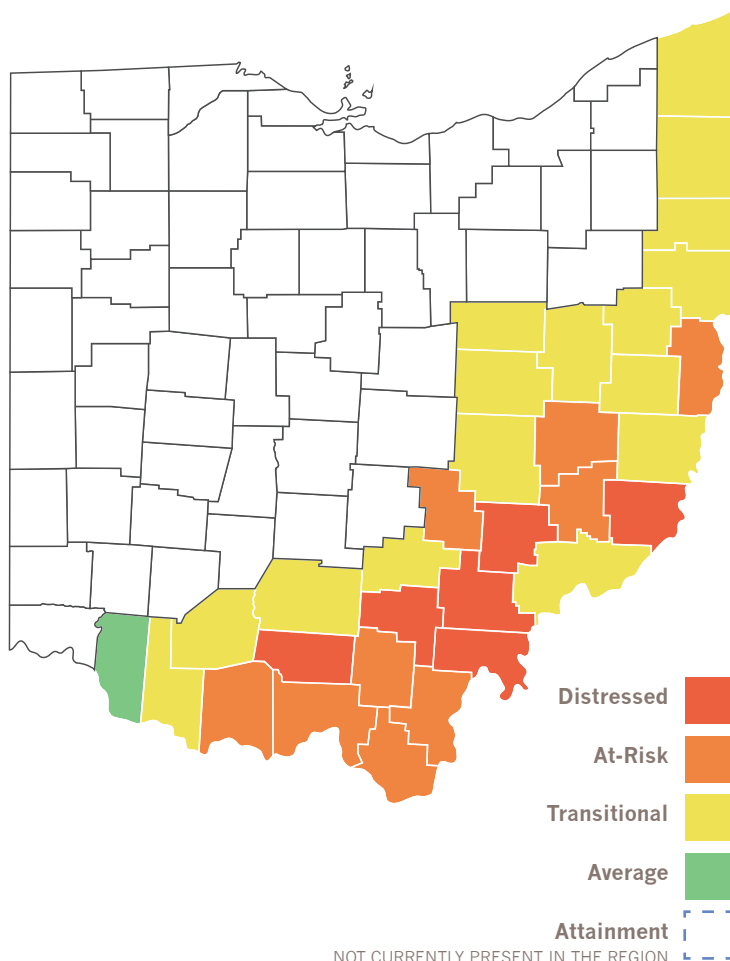 Distressed
At-Risk
Transitional
Average
Attainment
NOT CURRENTLY PRESENT IN THE REGION